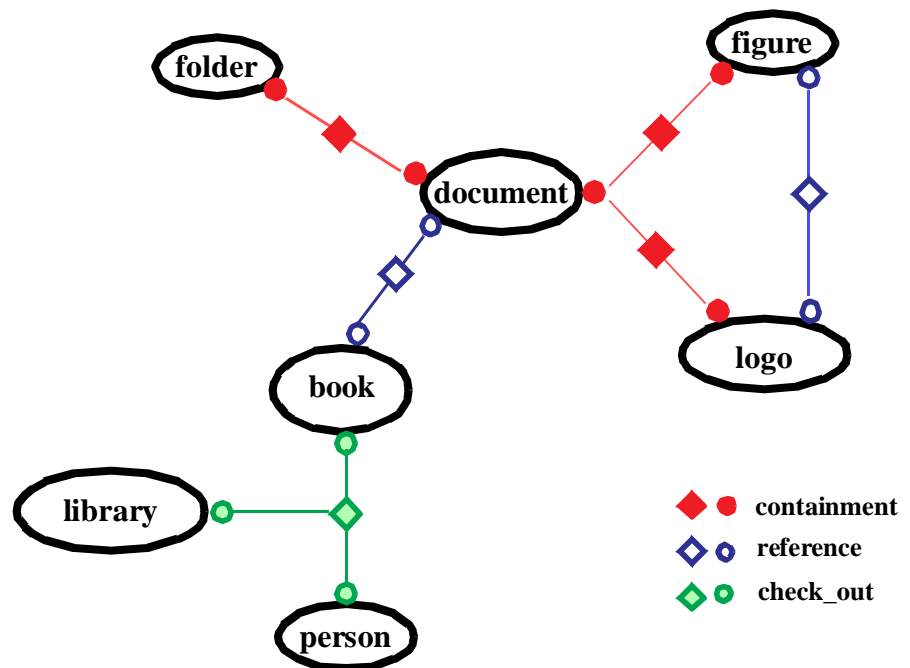 figure
folder
document
logo
book
library
containment
reference
check_out
person